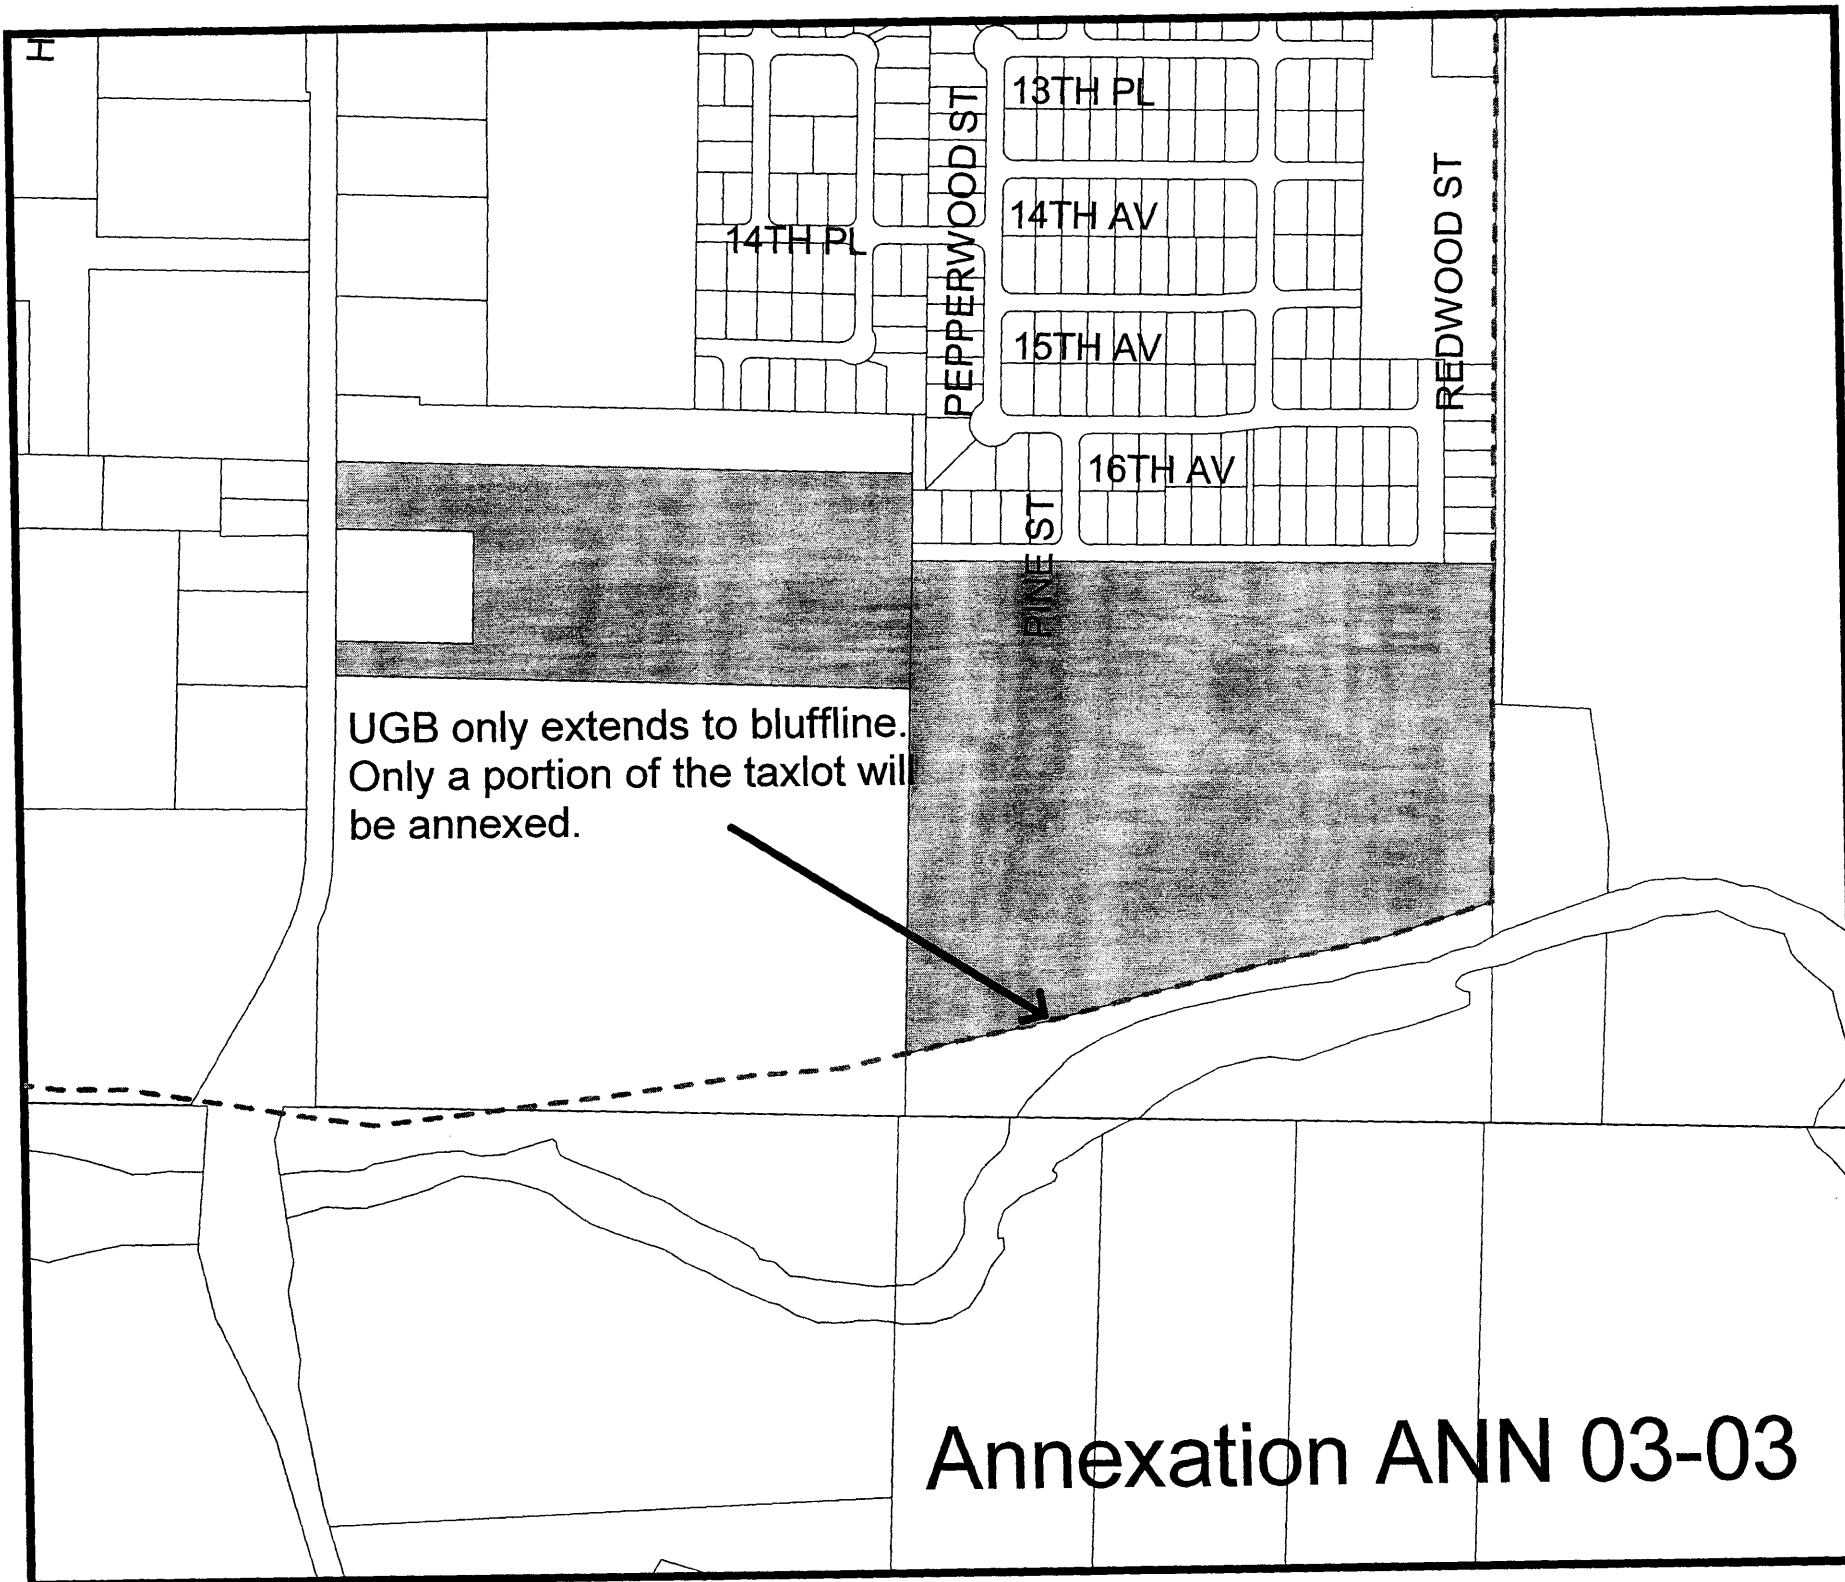 H
13TH PL
PEPPERWOOD ST
14TH AV
REDWOOD ST
14TH PL
15TH AV
16TH AV
PINE ST
UGB only extends to bluffline.
Only a portion of the taxlot will
be annexed.
Annexation ANN 03-03